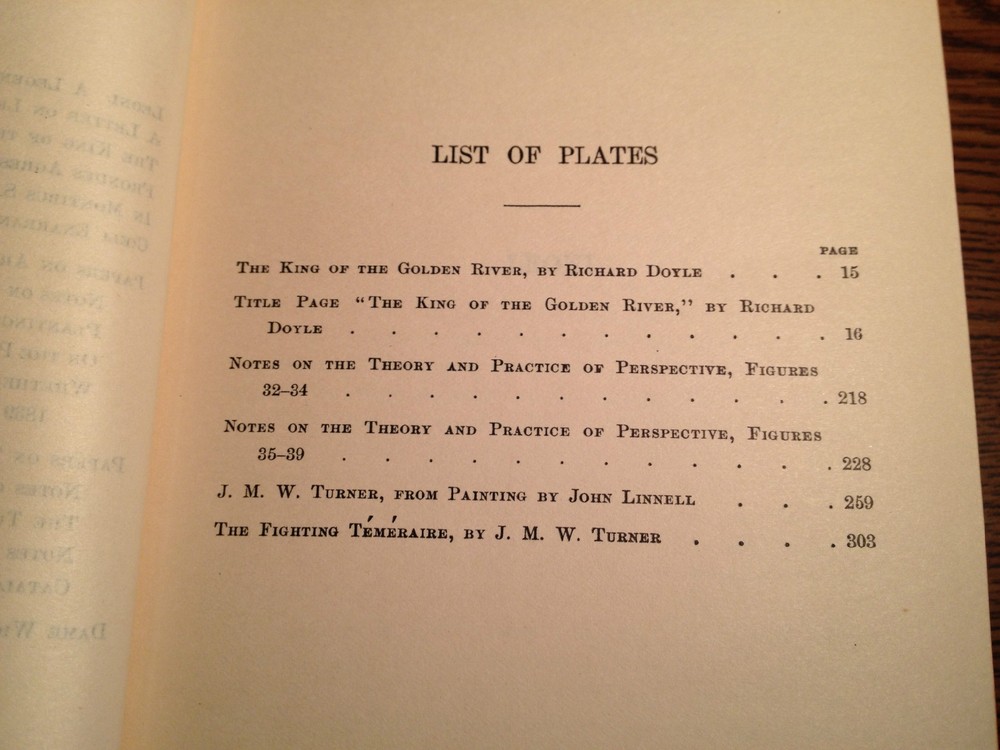 LIST OF PLATES
PAGE
THE KING OF THE GOLDEN RIVER, BY RICHARD DOYLE . . . 15
TITLE PAGE “THE KING OF THE GOLDEN RIVER,” BY RICHARD
DOYLE . . . . . . . . . . . . 16
NOTES ON THE THEORY AND PRACTICE OF PERSPECTIVE, FIGURES
32–34 . . . . . . . . . . . . 218
NOTES ON THE THEORY AND PRACTICE OF PERSPECTIVE, FIGURES
35–39 . . . . . . . . . . . . 228
J. M. W. TURNER, FROM PAINTING BY JOHN LINNELL . . . 259
THE FIGHTING TÉMÉRAIRE, BY J. M. W. TURNER . . . . 303